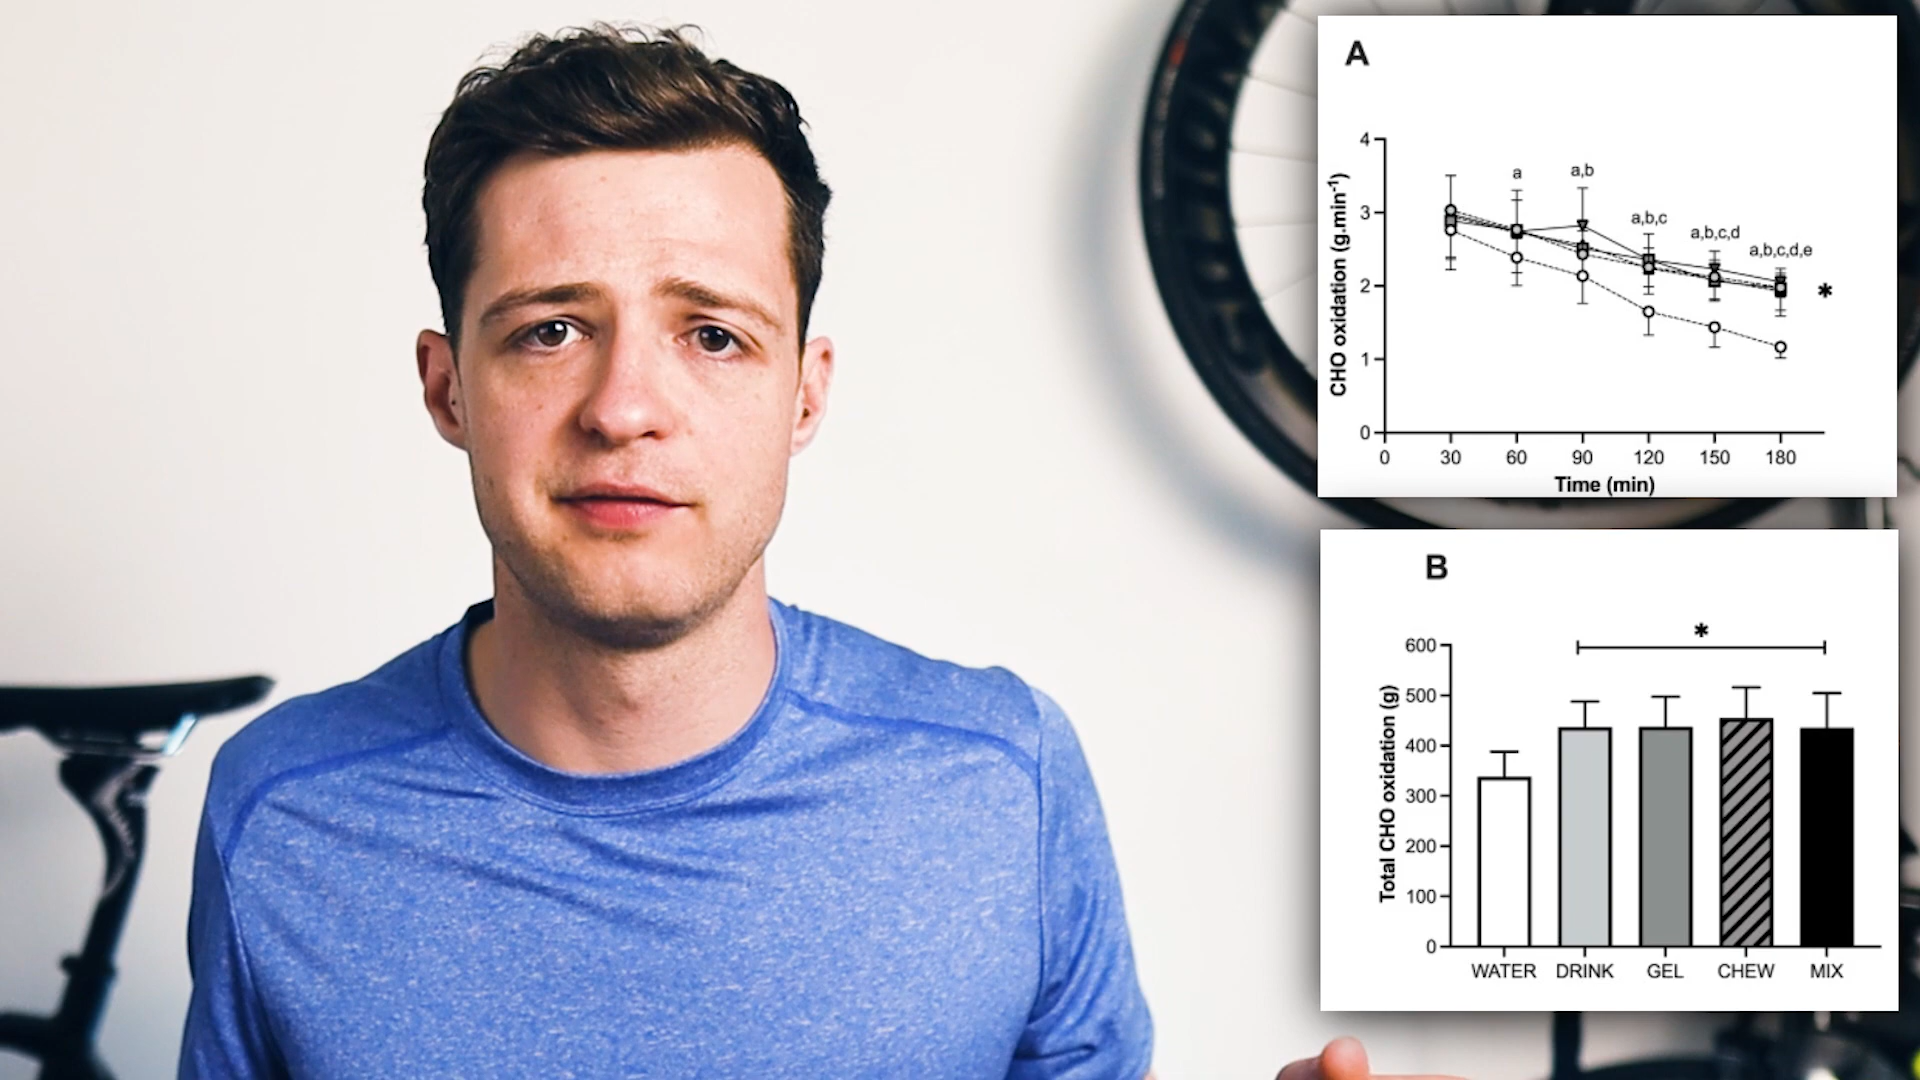 A
4
3
2
1
0
CHO oxidation (g.min-1)
a
a,b
a,b,c
a,b,c,d
a,b,c,d,e
*
0 30 60 90 120 150 180
Time (min)
B
*
600
500
400
300
200
100
0
Total CHO oxidation (g)
WATER DRINK GEL CHEW MIX